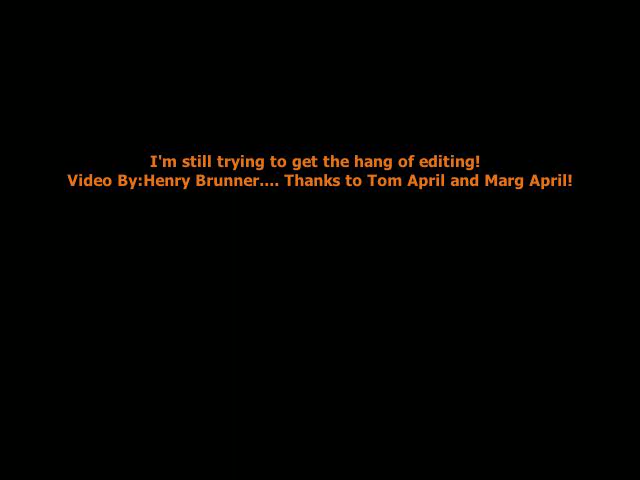 I'm still trying to get the hang of editing!
Video By:Henry Brunner.... Thanks to Tom April and Marg April!